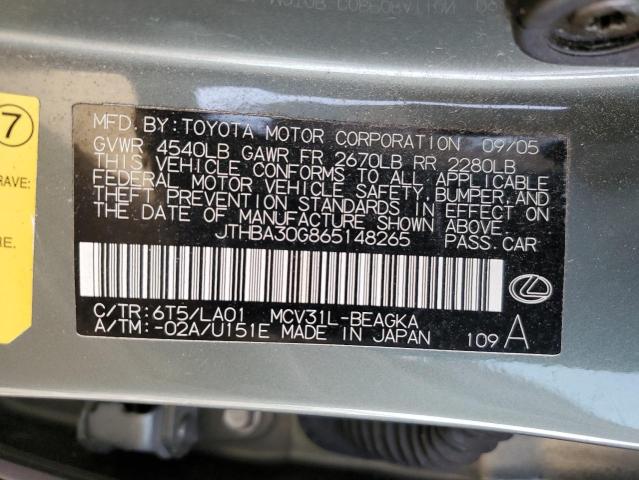 7
RAVE:
MFD. BY: TOYOTA MOTOR CORPORATION 09/05
GVWR 4540LB GAWR FR 2670LB RR 2280LB
THIS VEHICLE CONFORMS TO ALL APPLICABLE
FEDERAL MOTOR VEHICLE SAFETY, BUMPER, AND
THEFT PREVENTION STANDARDS IN EFFECT ON
THE DATE OF MANUFACTURE SHOWN ABOVE.
JTHBA30G865148265 PASS.CAR
C/TR: 6T5/LA01 MCV31L-BEAGKA
A/TM: -02A/U151E MADE IN JAPAN 109 A